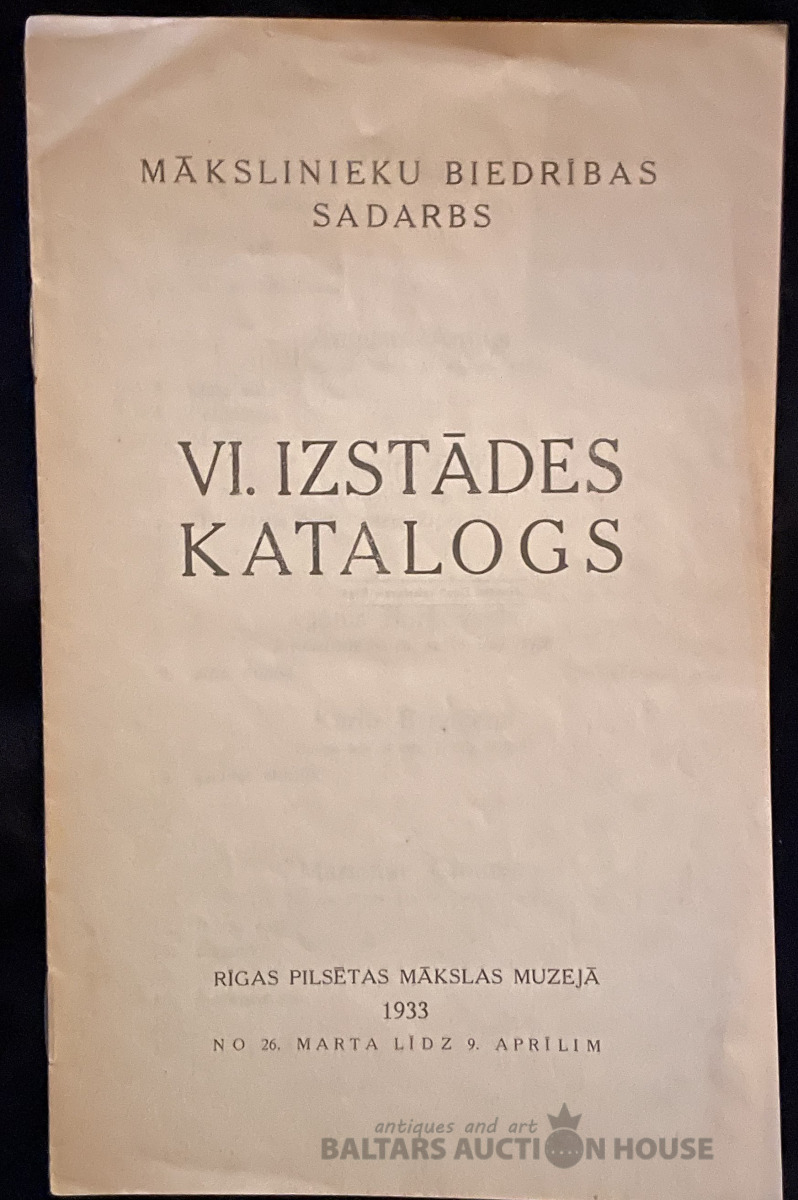 MĀKSLINIEKU BIEDRĪBAS
SADARBS
VI. IZSTĀDES
KATALOGS
RĪGAS PILSĒTAS MĀKSLAS MUZEJĀ
1933
NO 26. MARTA LĪDZ 9. APRĪLIM
antiques and art
BALTARS AUCTION HOUSE